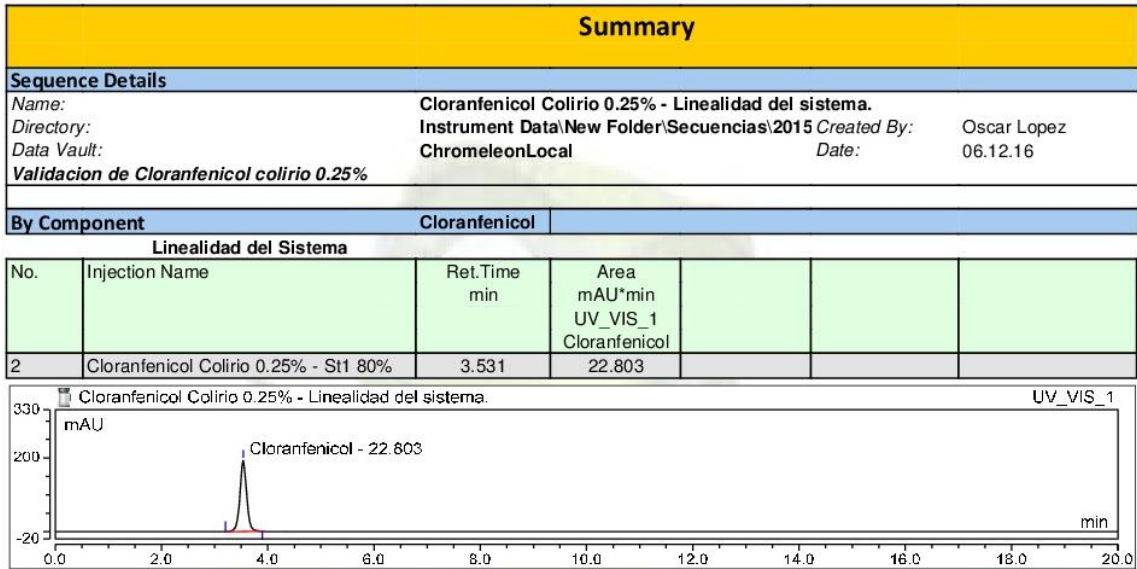 Summary
Sequence Details
Name: Cloranfenicol Colirio 0.25% - Linealidad del sistema.
Directory: Instrument Data\New Folder\Secuencias\2015 Created By: Oscar Lopez
Data Vault: ChromeleonLocal Date: 06.12.16
Validacion de Cloranfenicol colirio 0.25%
By Component Cloranfenicol
Linealidad del Sistema
No. Injection Name Ret.Time Area
min mAU*min
UV_VIS_1
Cloranfenicol
2 Cloranfenicol Colirio 0.25% - St1 80% 3.531 22.803
Cloranfenicol Colirio 0.25% - Linealidad del sistema. UV_VIS_1
330
mAU
200
Cloranfenicol - 22.803
min
-20
0.0 2.0 4.0 6.0 8.0 10.0 12.0 14.0 16.0 18.0 20.0